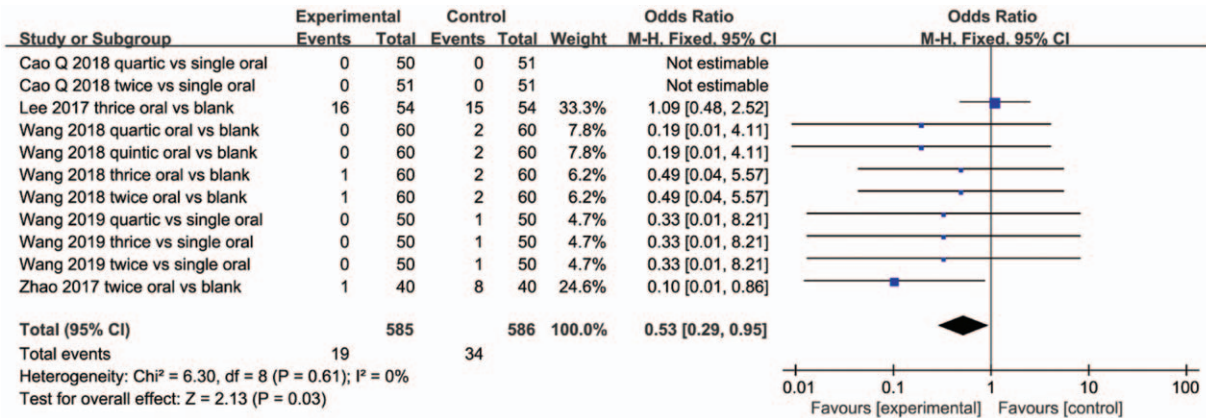 Experimental Control Odds Ratio Odds Ratio
Study or Subgroup Events Total Events Total Weight M-H, Fixed, 95% CI M-H, Fixed, 95% CI
Cao Q 2018 quartic vs single oral 0 50 0 51 Not estimable
Cao Q 2018 twice vs single oral 0 51 0 51 Not estimable
Lee 2017 thrice oral vs blank 16 54 15 54 33.3% 1.09 [0.48, 2.52]
Wang 2018 quartic oral vs blank 0 60 2 60 7.8% 0.19 [0.01, 4.11]
Wang 2018 quintic oral vs blank 0 60 2 60 7.8% 0.19 [0.01, 4.11]
Wang 2018 thrice oral vs blank 1 60 2 60 6.2% 0.49 [0.04, 5.57]
Wang 2018 twice oral vs blank 1 60 2 60 6.2% 0.49 [0.04, 5.57]
Wang 2019 quartic vs single oral 0 50 1 50 4.7% 0.33 [0.01, 8.21]
Wang 2019 thrice vs single oral 0 50 1 50 4.7% 0.33 [0.01, 8.21]
Wang 2019 twice vs single oral 0 50 1 50 4.7% 0.33 [0.01, 8.21]
Zhao 2017 twice oral vs blank 1 40 8 40 24.6% 0.10 [0.01, 0.86]
Total (95% CI) 585 586 100.0% 0.53 [0.29, 0.95]
Total events 19 34
Heterogeneity: Chi² = 6.30, df = 8 (P = 0.61); I² = 0%
Test for overall effect: Z = 2.13 (P = 0.03)
0.01 0.1 1 10 100
Favours [experimental] Favours [control]